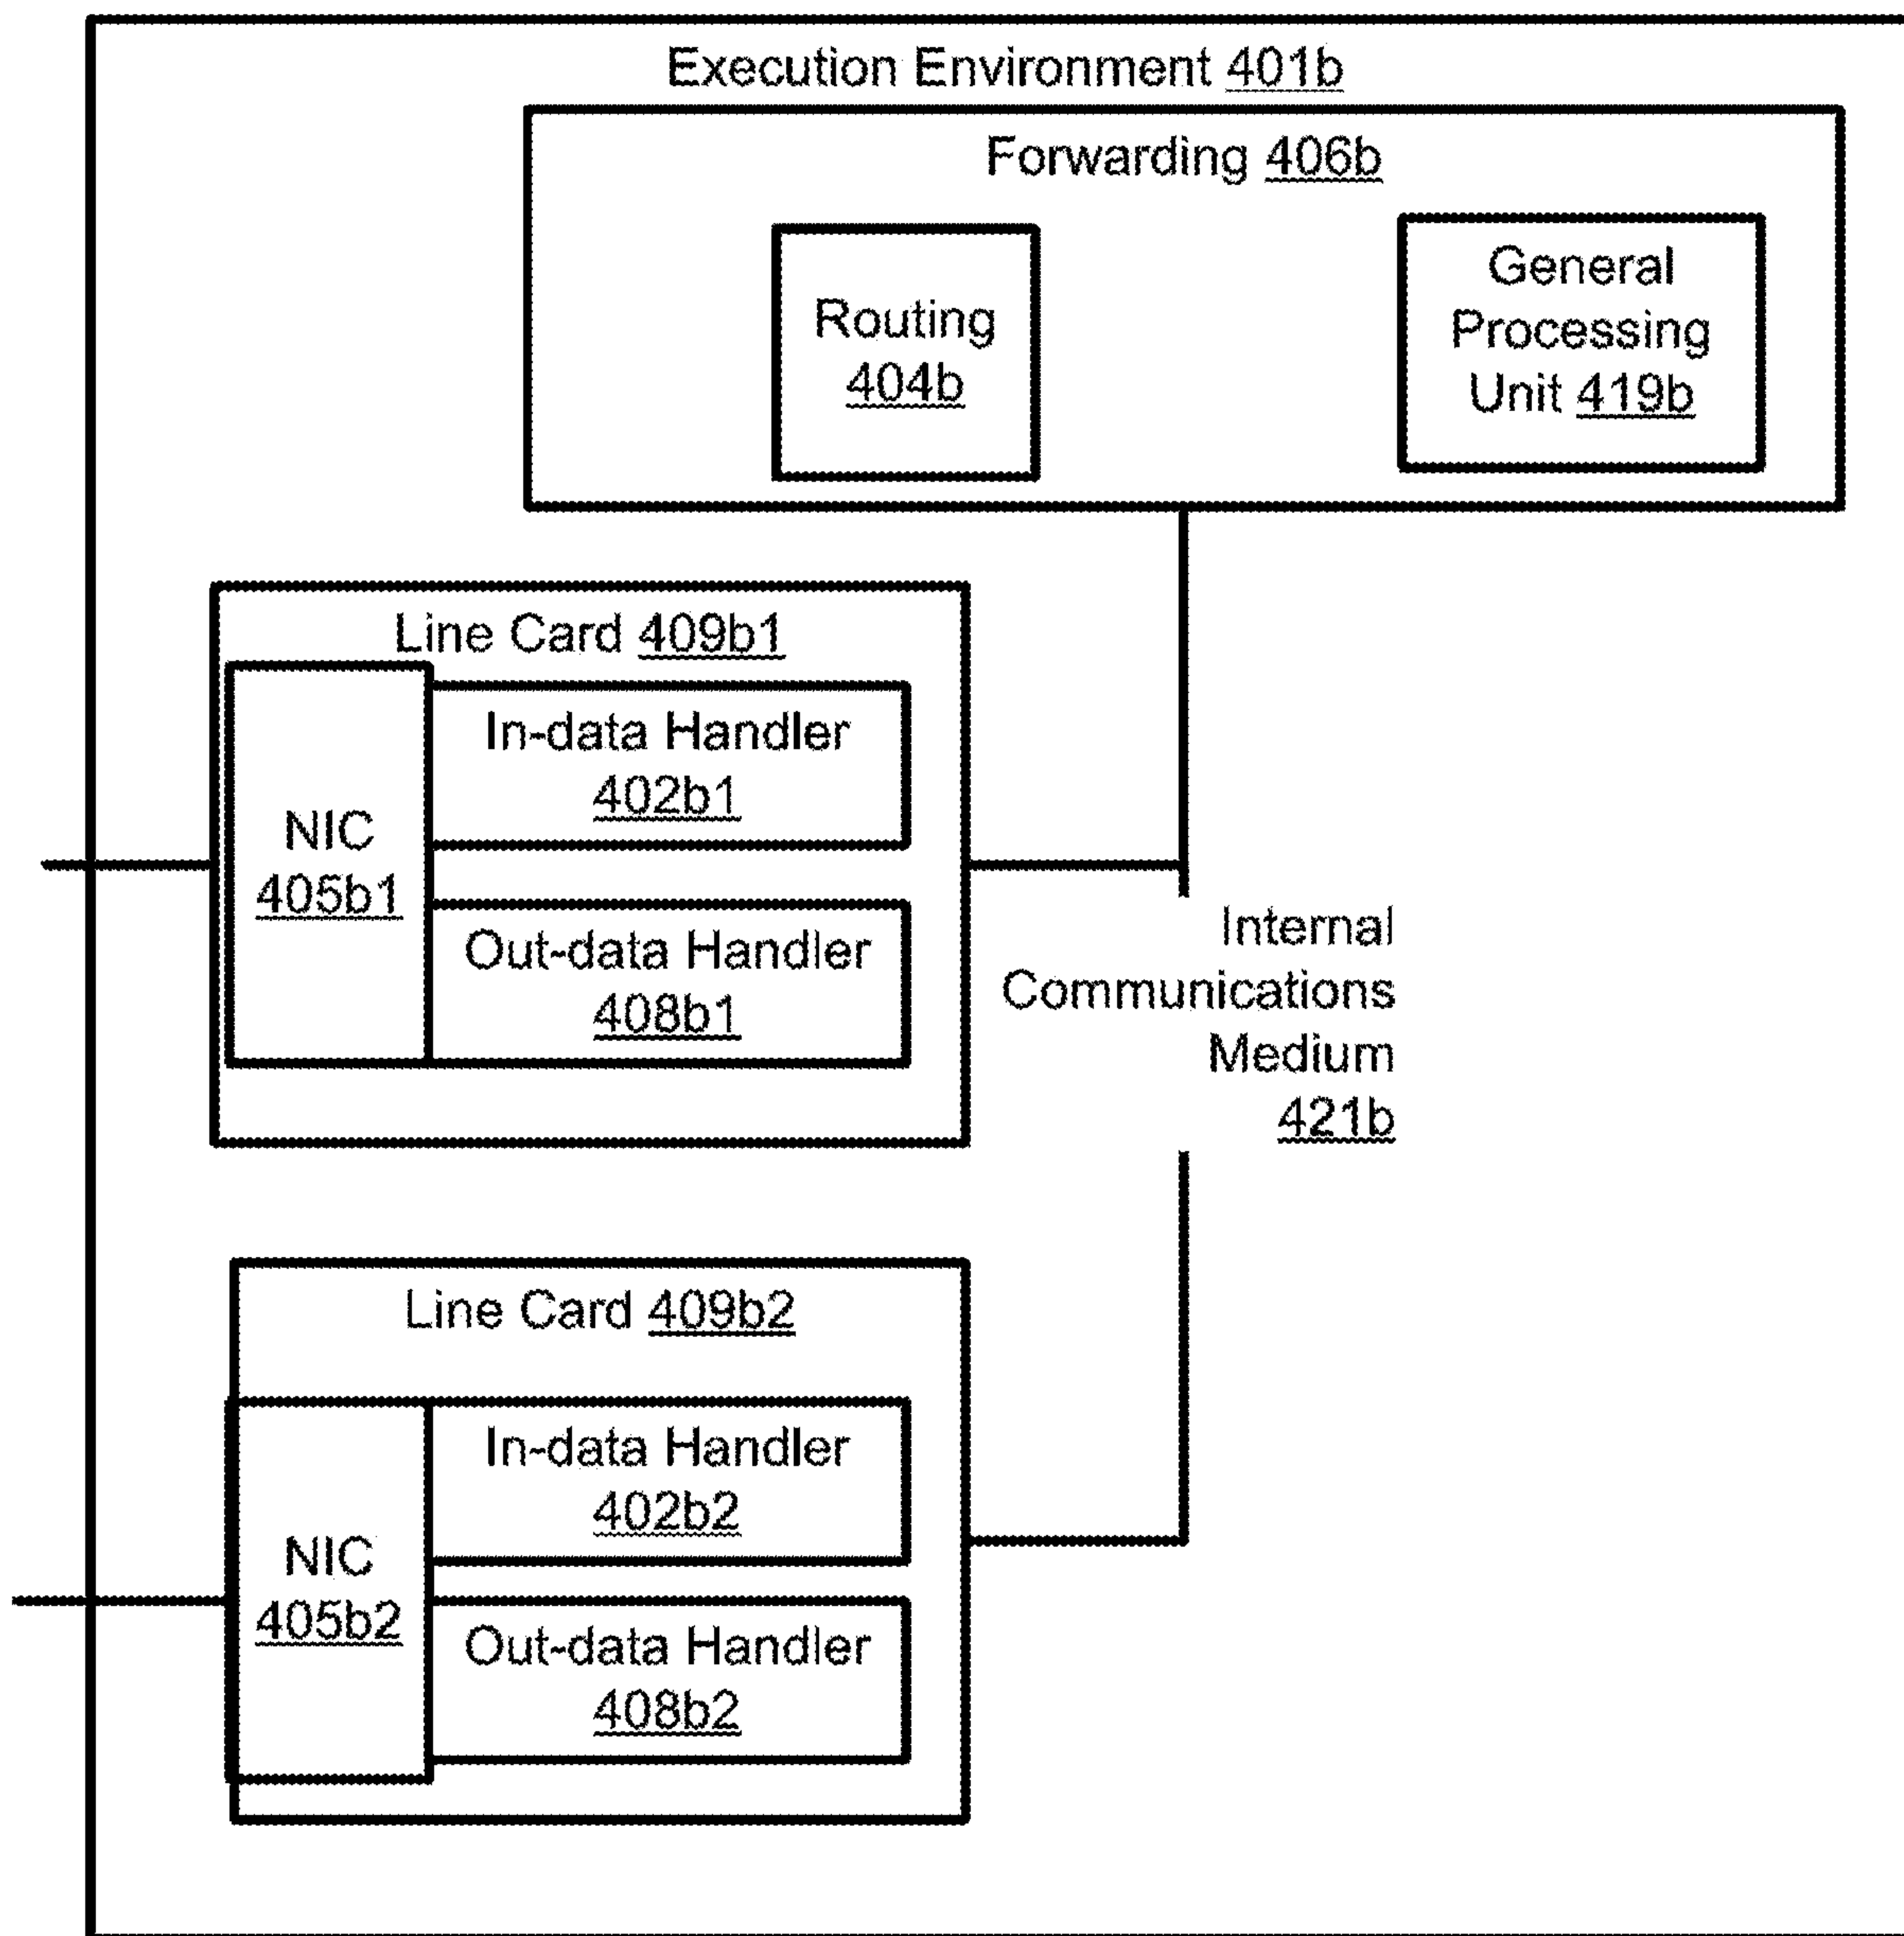 Execution Environment 401b
Forwarding 406b
Routing
404b
General
Processing
Unit 419b
Line Card 409b1
NIC
405b1
In-data Handler
402b1
Out-data Handler
408b1
Internal
Communications
Medium
421b
Line Card 409b2
NIC
405b2
In-data Handler
402b2
Out-data Handler
408b2